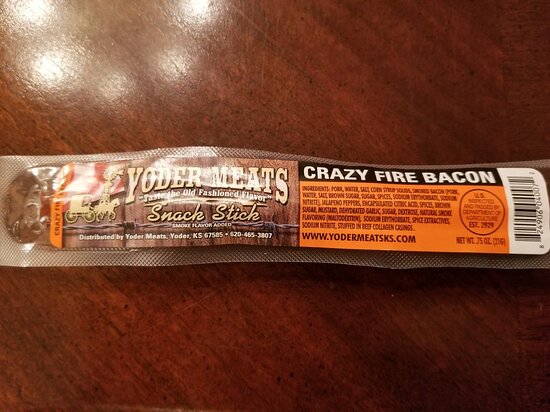 CRAZY FIRE
YODER MEATS
"Taste the Old Fashioned Flavor"
Snack Stick
SMOKE FLAVOR ADDED
Distributed by Yoder Meats, Yoder, KS 67585 • 620-465-3807
CRAZY FIRE BACON
INGREDIENTS: PORK, WATER, SALT, CORN SYRUP SOLIDS, SMOKED BACON (PORK,
WATER, SALT, BROWN SUGAR, SUGAR, SPICES, SODIUM ERYTHORBATE, SODIUM
NITRITE), JALAPENO PEPPERS, ENCAPSULATED CITRIC ACID, SPICES, BROWN
SUGAR, MUSTARD, DEHYDRATED GARLIC, SUGAR, DEXTROSE, NATURAL SMOKE
FLAVORING (MALTODEXTRIN), SODIUM ERYTHORBATE, SPICE EXTRACTIVES,
SODIUM NITRITE, STUFFED IN BEEF COLLAGEN CASINGS.
WWW.YODERMEATSKS.COM
U.S.
INSPECTED
AND PASSED BY
DEPARTMENT OF
AGRICULTURE
EST. 2929
NET WT. .75 OZ. (21G)